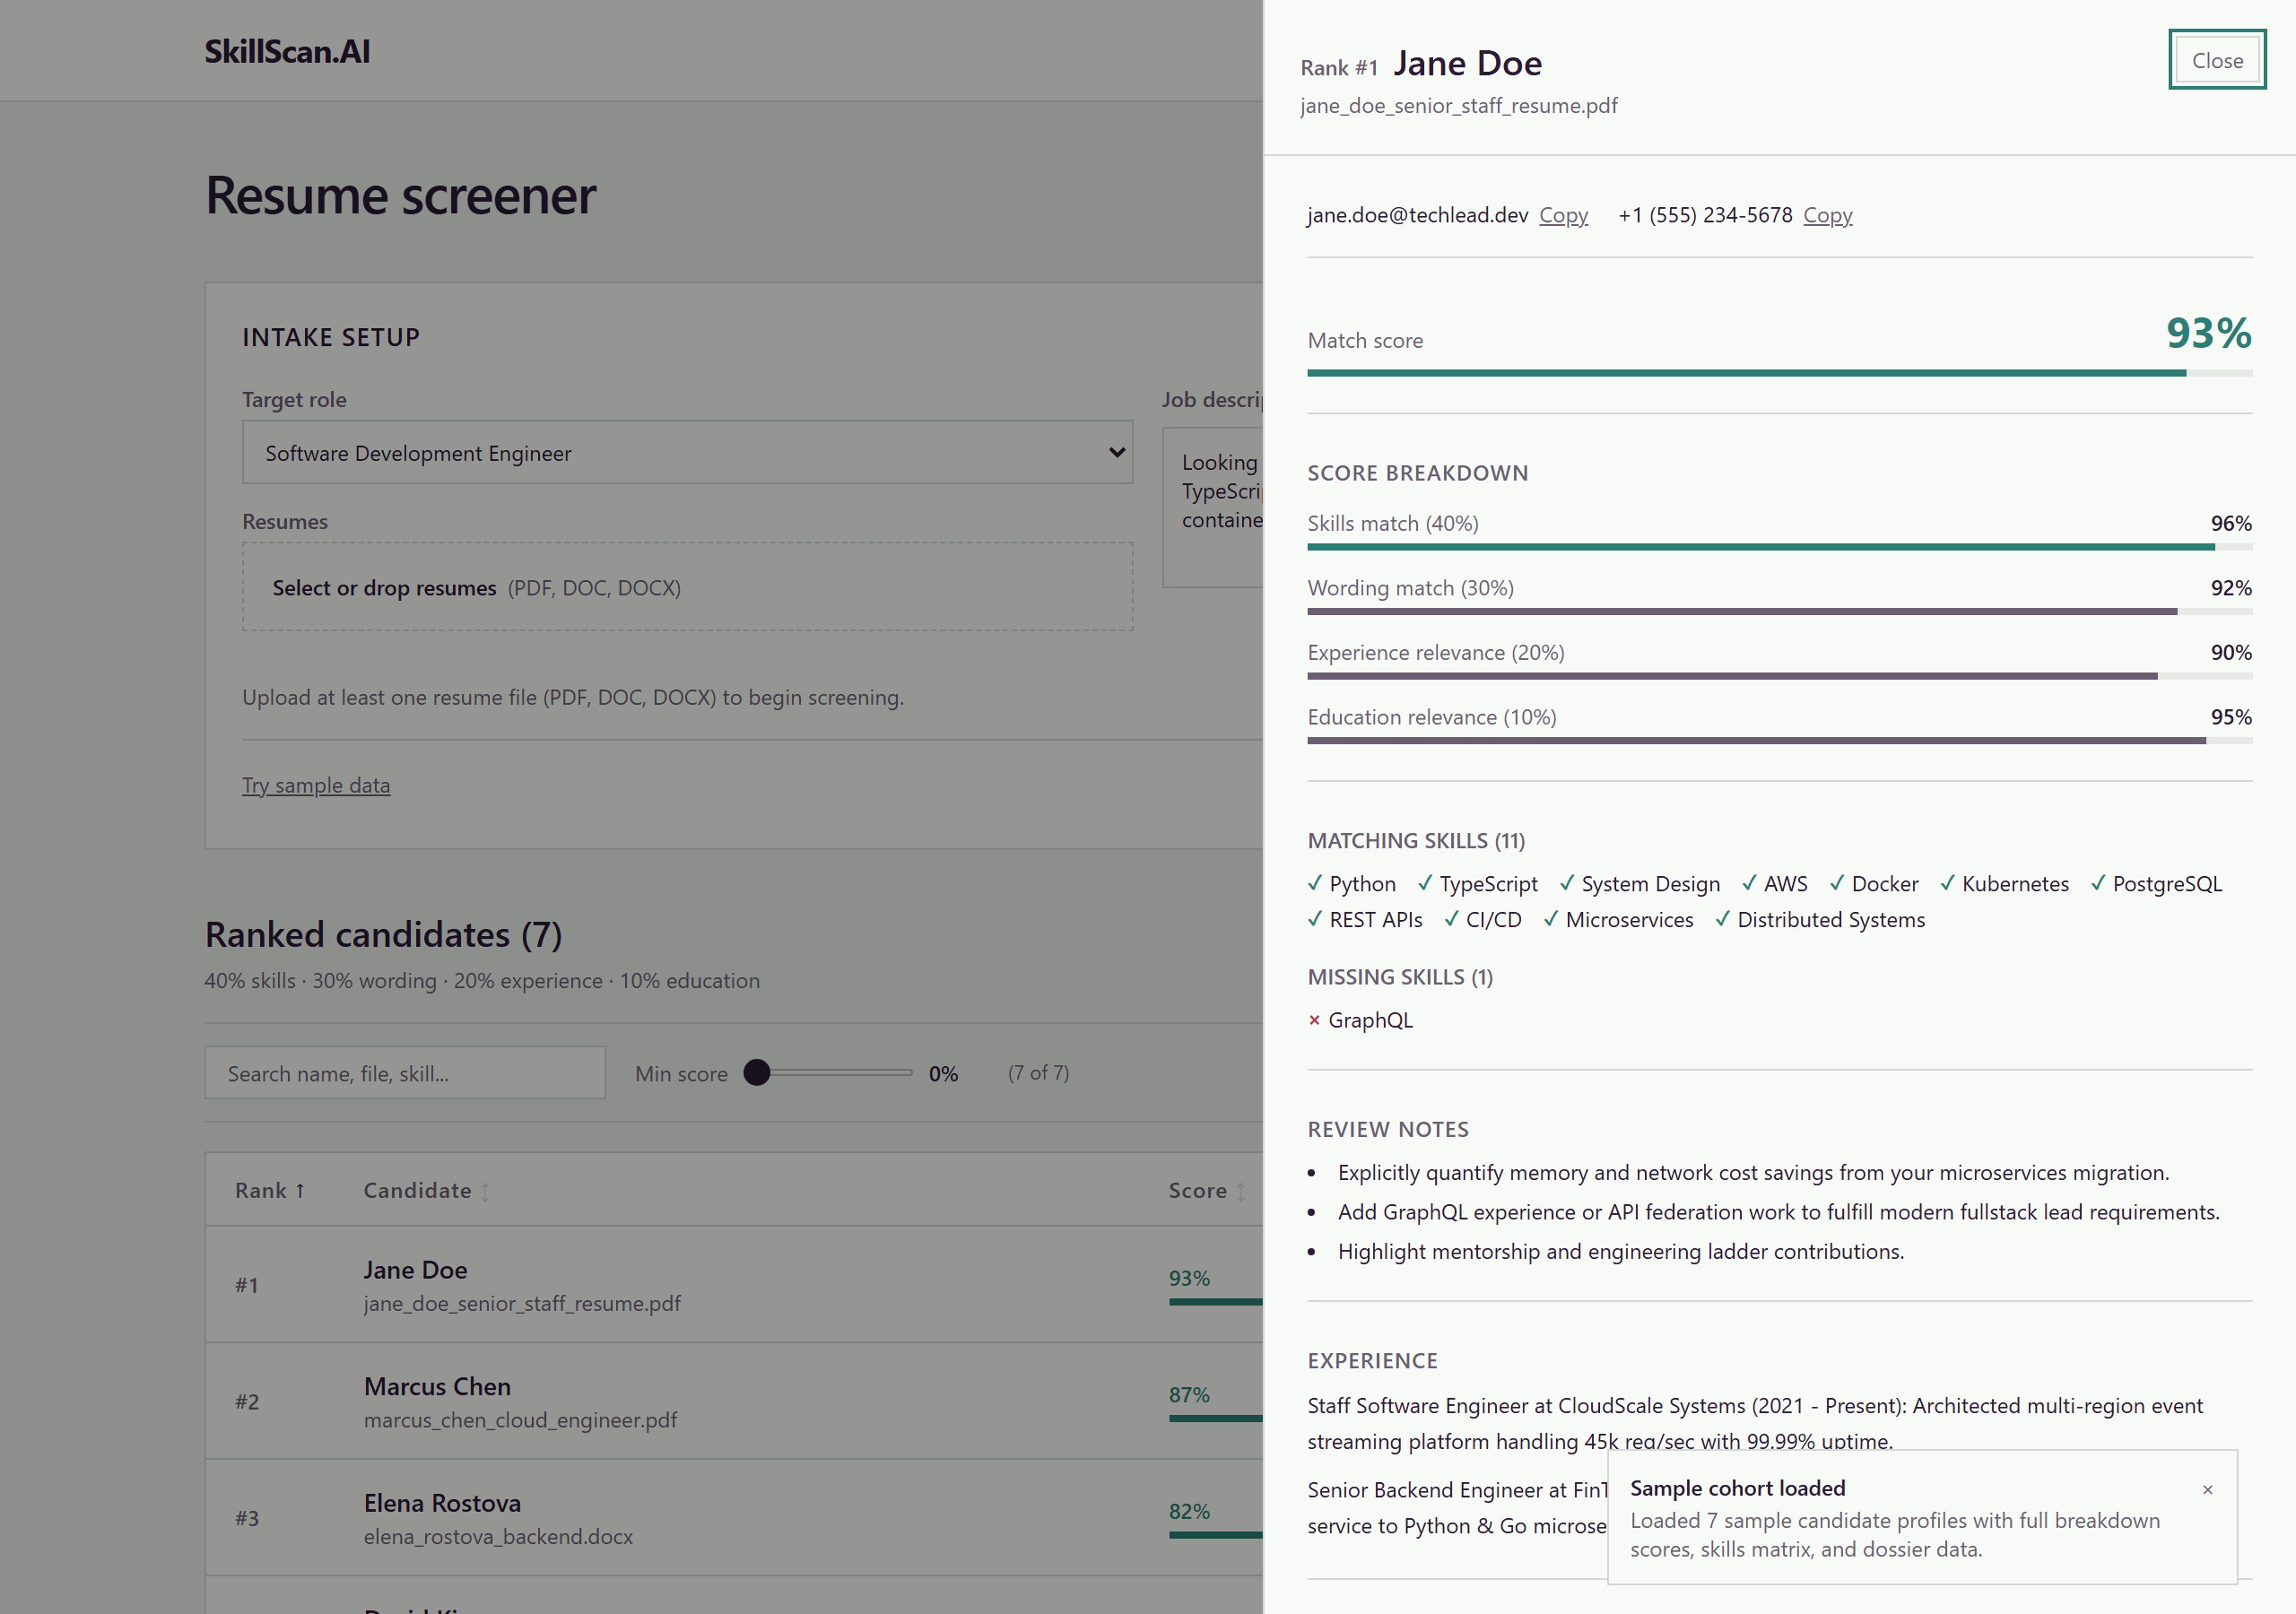 SkillScan.AI
Resume screener
INTAKE SETUP
Target role
Software Development Engineer
Resumes
Select or drop resumes (PDF, DOC, DOCX)
Upload at least one resume file (PDF, DOC, DOCX) to begin screening.
Try sample data
Job descrip
Looking
TypeScri
containe
Ranked candidates (7)
40% skills · 30% wording · 20% experience · 10% education
Search name, file, skill...
Min score 0% (7 of 7)
Rank ↑ Candidate ↕ Score ↕
#1 Jane Doe 93%
jane_doe_senior_staff_resume.pdf
#2 Marcus Chen 87%
marcus_chen_cloud_engineer.pdf
#3 Elena Rostova 82%
elena_rostova_backend.docx
Rank #1 Jane Doe
Close
jane_doe_senior_staff_resume.pdf
jane.doe@techlead.dev Copy +1 (555) 234-5678 Copy
Match score 93%
SCORE BREAKDOWN
Skills match (40%) 96%
Wording match (30%) 92%
Experience relevance (20%) 90%
Education relevance (10%) 95%
MATCHING SKILLS (11)
✓ Python ✓ TypeScript ✓ System Design ✓ AWS ✓ Docker ✓ Kubernetes ✓ PostgreSQL
✓ REST APIs ✓ CI/CD ✓ Microservices ✓ Distributed Systems
MISSING SKILLS (1)
× GraphQL
REVIEW NOTES
• Explicitly quantify memory and network cost savings from your microservices migration.
• Add GraphQL experience or API federation work to fulfill modern fullstack lead requirements.
• Highlight mentorship and engineering ladder contributions.
EXPERIENCE
Staff Software Engineer at CloudScale Systems (2021 - Present): Architected multi-region event
streaming platform handling 45k req/sec with 99.99% uptime.
Senior Backend Engineer at FinT
service to Python & Go microse
Sample cohort loaded ×
Loaded 7 sample candidate profiles with full breakdown
scores, skills matrix, and dossier data.